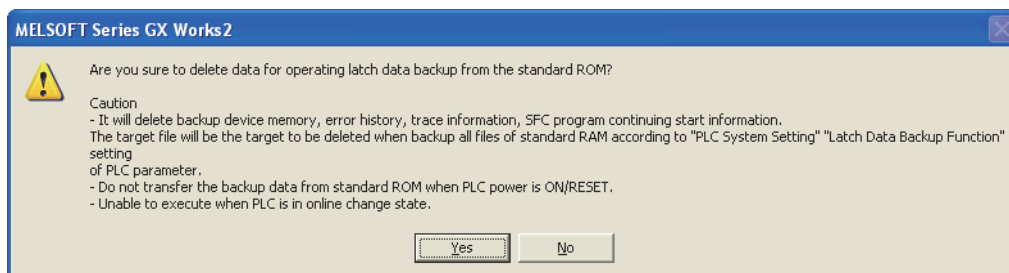 MELSOFT Series GX Works2
Are you sure to delete data for operating latch data backup from the standard ROM?
Caution
- It will delete backup device memory, error history, trace information, SFC program continuing start information.
The target file will be the target to be deleted when backup all files of standard RAM according to "PLC System Setting" "Latch Data Backup Function"
setting
of PLC parameter.
- Do not transfer the backup data from standard ROM when PLC power is ON/RESET.
- Unable to execute when PLC is in online change state.
Yes No